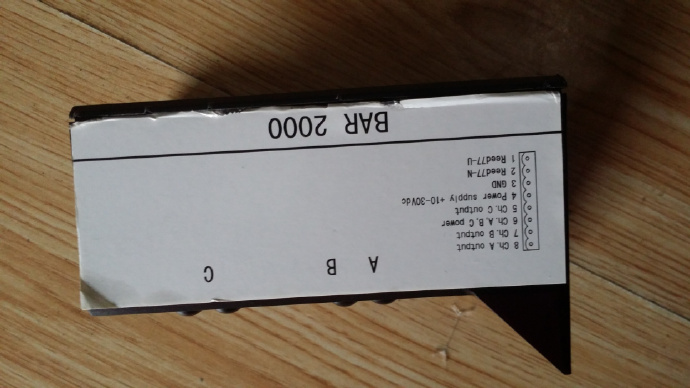 A B C
8 Ch. A output
7 Ch. B output
6 Ch. A, B, C power
5 Ch. C output
4 Power supply +10-30Vdc
3 GND
2 Reed77-N
1 Reed77-U
BAR 2000